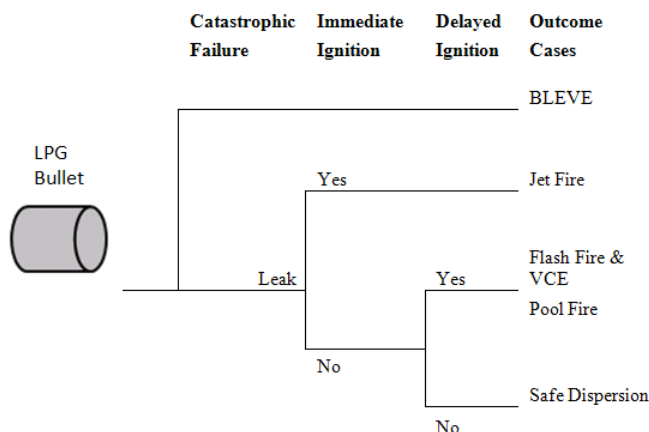 Catastrophic Failure
Immediate Ignition
Delayed Ignition
Outcome Cases
BLEVE
LPG
Bullet
Yes
Jet Fire
Leak
Yes
Flash Fire &
VCE
Pool Fire
No
Safe Dispersion
No